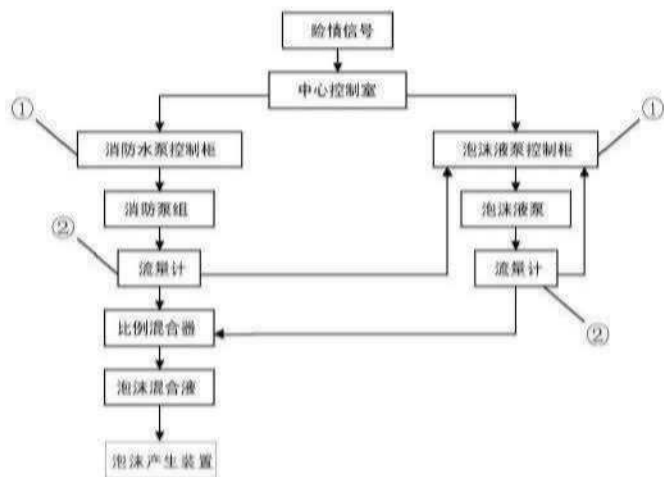 险情信号
中心控制室
①
①
消防水泵控制柜
泡沫液泵控制柜
消防泵组
泡沫液泵
②
流量计
流量计
②
比例混合器
泡沫混合液
泡沫产生装置